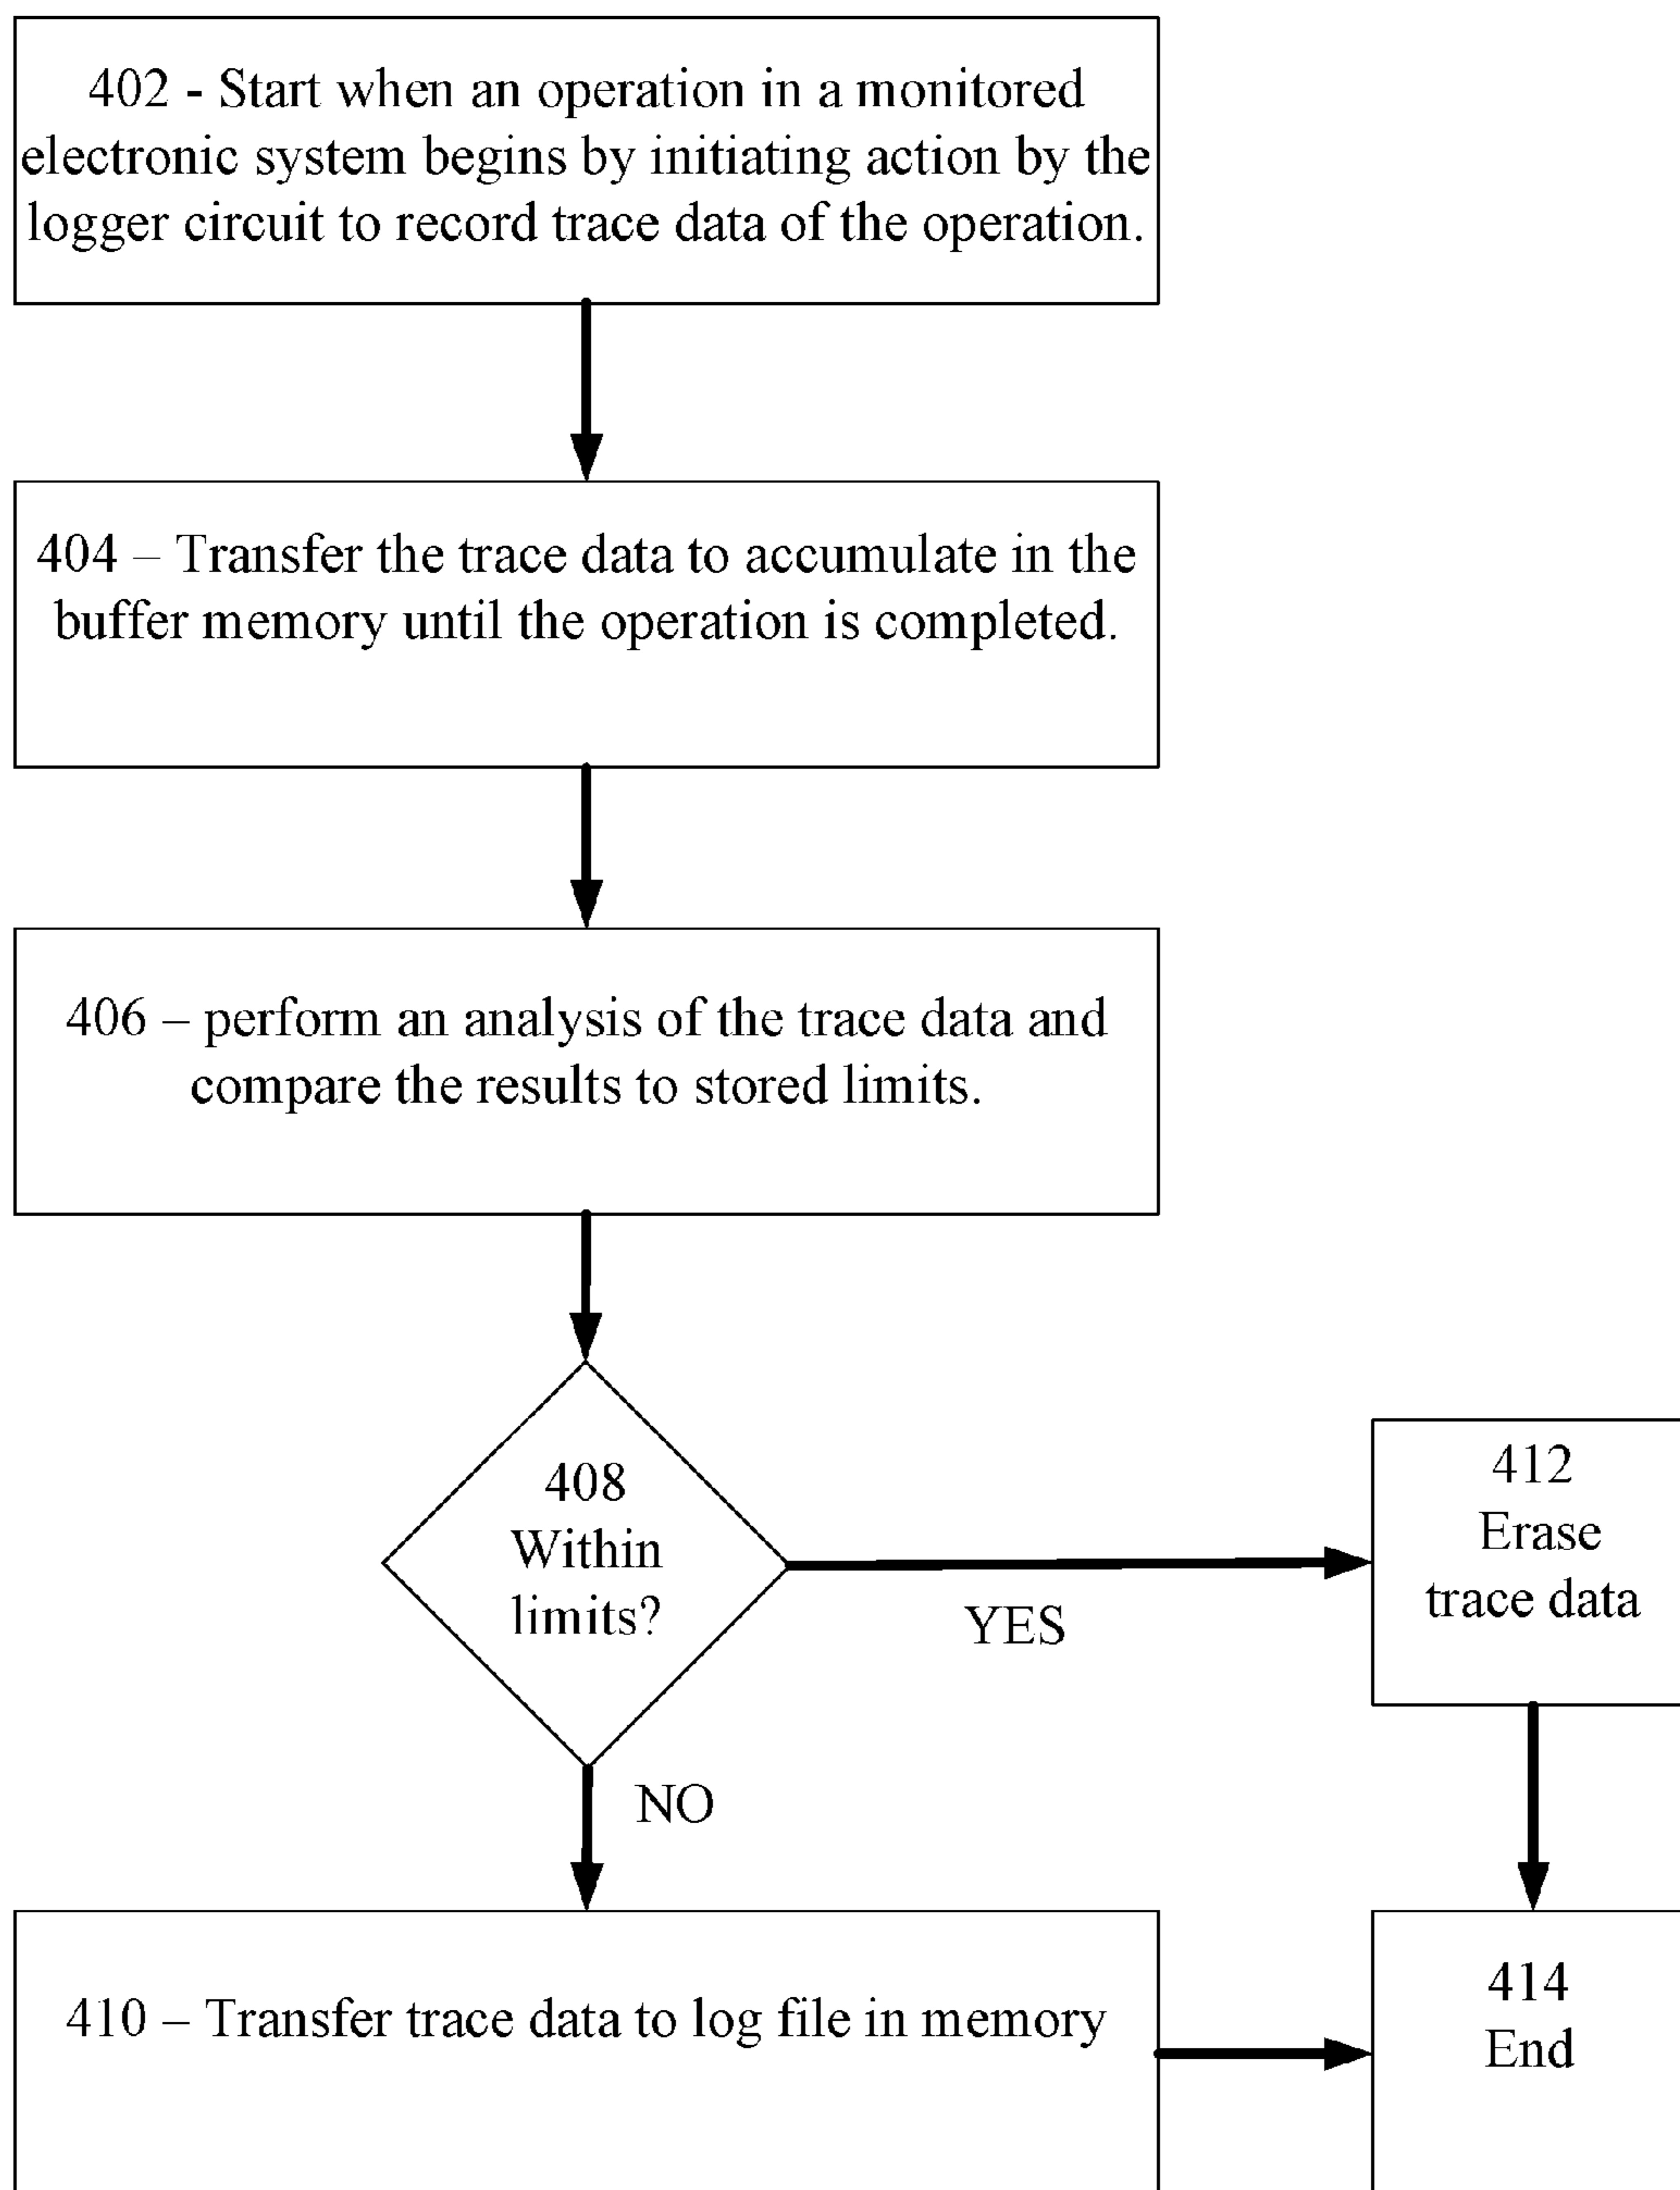 402 - Start when an operation in a monitored
electronic system begins by initiating action by the
logger circuit to record trace data of the operation.
404 – Transfer the trace data to accumulate in the
buffer memory until the operation is completed.
406 – perform an analysis of the trace data and
compare the results to stored limits.
408
Within
limits?
YES
412
Erase
trace data
NO
410 – Transfer trace data to log file in memory
414
End